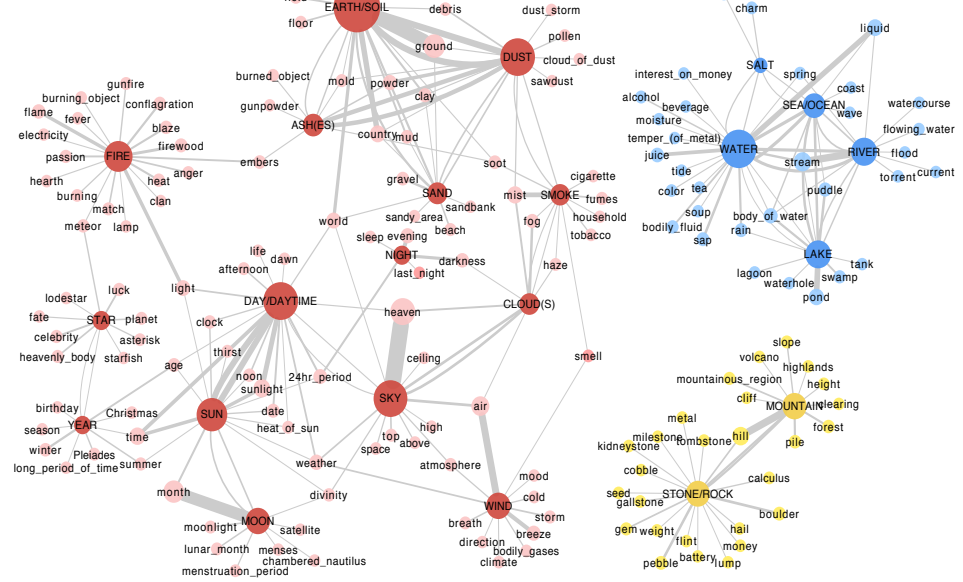 charm
EARTH/SOIL
debris
dust_storm
floor
liquid
pollen
ground
DUST
cloud_of_dust
SALT
burned_object
mold
powder
sawdust
interest_on_money
spring
gunfire
coast
burning_object
conflagration
gunpowder
clay
alcohol
beverage
SEA/OCEAN
watercourse
flame
fever
moisture
wave
blaze
ASH(ES)
country
mud
flowing_water
electricity
firewood
temper_(of_metal)
passion
FIRE
embers
soot
juice
WATER
stream
RIVER
flood
anger
tide
torrent
current
hearth
heat
gravel
cigarette
burning
clan
SAND
mist
SMOKE
fumes
color
tea
puddle
match
sandbank
household
soup
body_of_water
meteor
lamp
world
sandy_area
fog
bodily_fluid
rain
beach
tobacco
sap
sleep
evening
life
dawn
NIGHT
darkness
haze
LAKE
afternoon
last_night
lagoon
tank
swamp
waterhole
luck
light
lodestar
DAY/DAYTIME
CLOUD(S)
pond
fate
STAR
planet
clock
heaven
celebrity
asterisk
slope
heavenly_body
starfish
thirst
ceiling
smell
volcano
highlands
age
noon
24hr_period
mountainous_region
height
sunlight
SKY
cliff
MOUNTAIN
clearing
birthday
Christmas
SUN
date
air
metal
season
YEAR
heat_of_sun
high
forest
time
top
above
milestone
tombstone
hill
pile
winter
Pleiades
space
kidneystone
long_period_of_time
summer
weather
atmosphere
cobble
mood
calculus
month
divinity
seed
STONE/ROCK
cold
gallstone
WIND
storm
boulder
moonlight
MOON
satellite
breath
breeze
gem
weight
hail
direction
flint
money
lunar_month
menses
bodily_gases
climate
battery
chambered_nautilus
pebble
lump
menstruation_period